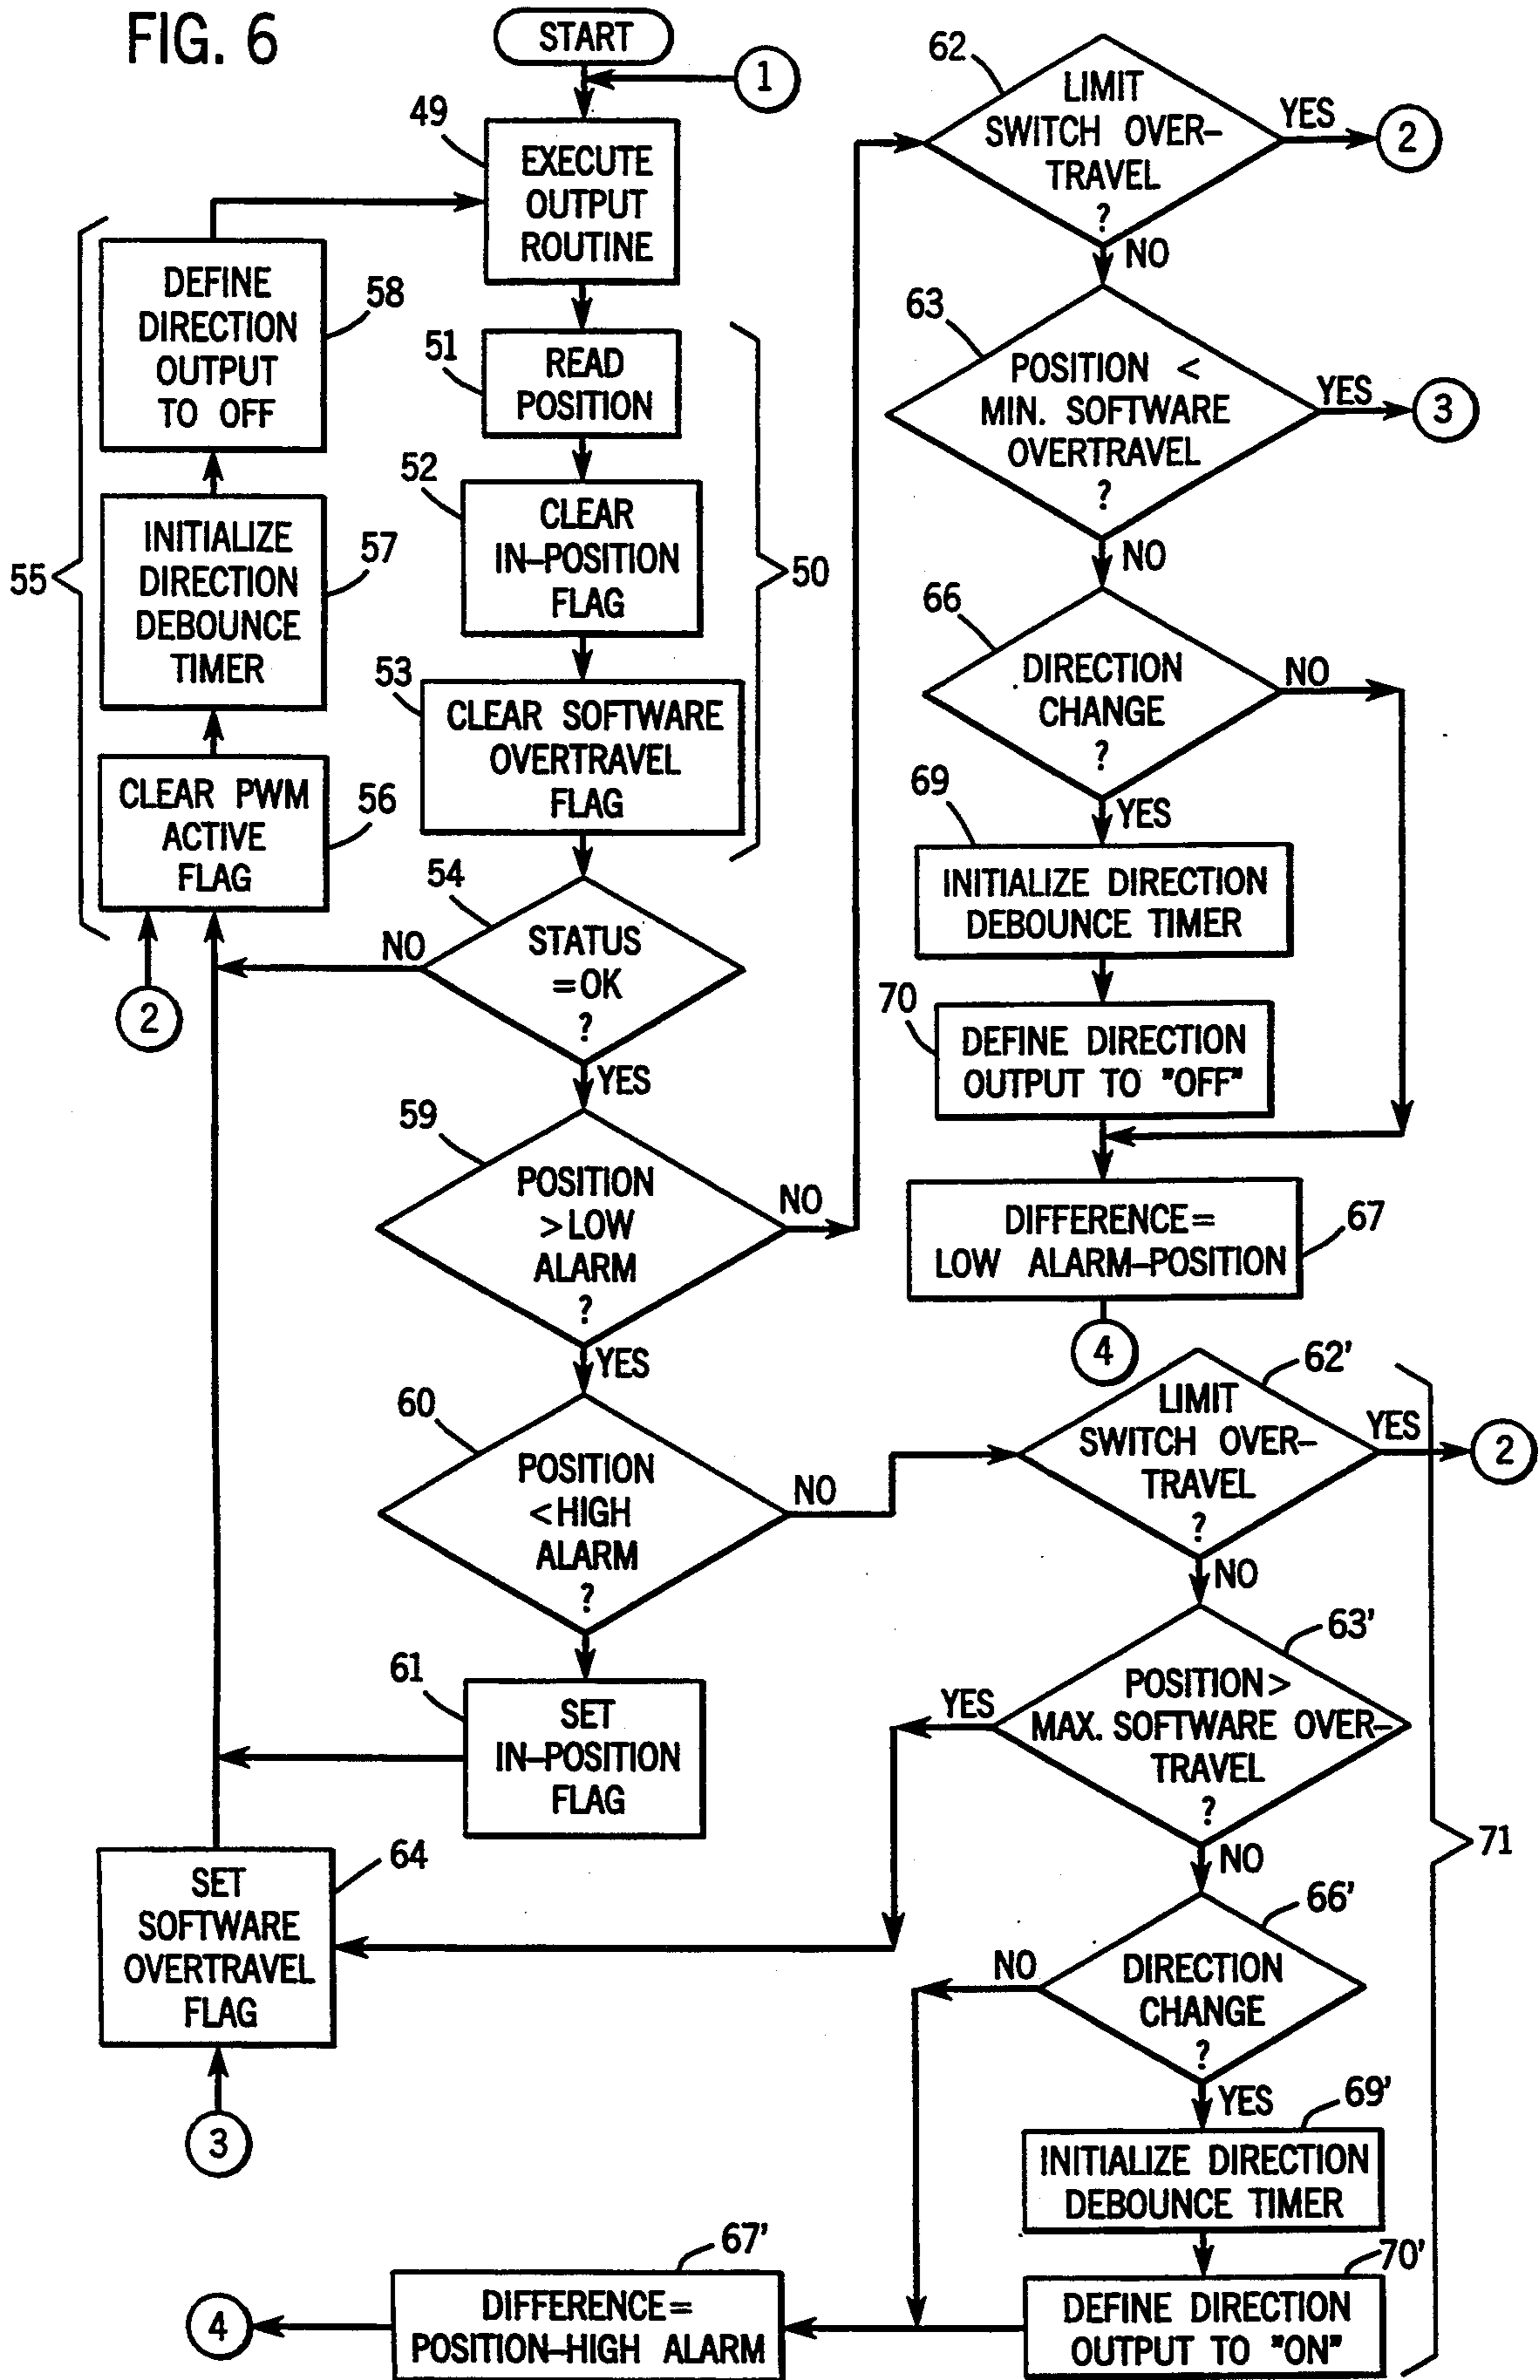 FIG. 6
START
1
49
EXECUTE
OUTPUT
ROUTINE
55
DEFINE
DIRECTION
OUTPUT
TO OFF
58
INITIALIZE
DIRECTION
DEBOUNCE
TIMER
57
CLEAR PWM
ACTIVE
FLAG
56
2
51
READ
POSITION
52
CLEAR
IN-POSITION
FLAG
50
53
CLEAR SOFTWARE
OVERTRAVEL
FLAG
54
STATUS
=OK
?
NO
YES
59
POSITION
>LOW
ALARM
?
NO
YES
60
POSITION
<HIGH
ALARM
?
NO
61
SET
IN-POSITION
FLAG
64
SET
SOFTWARE
OVERTRAVEL
FLAG
3
62
LIMIT
SWITCH OVER-
TRAVEL
?
YES
2
NO
63
POSITION <
MIN. SOFTWARE
OVERTRAVEL
?
YES
3
NO
66
DIRECTION
CHANGE
?
NO
YES
69
INITIALIZE DIRECTION
DEBOUNCE TIMER
70
DEFINE DIRECTION
OUTPUT TO "OFF"
DIFFERENCE=
LOW ALARM-POSITION
67
4
62'
LIMIT
SWITCH OVER-
TRAVEL
?
YES
2
NO
63'
POSITION>
MAX. SOFTWARE OVER-
TRAVEL
?
YES
NO
71
66'
DIRECTION
CHANGE
?
NO
YES
69'
INITIALIZE DIRECTION
DEBOUNCE TIMER
70'
DEFINE DIRECTION
OUTPUT TO "ON"
67'
DIFFERENCE=
POSITION-HIGH ALARM
4